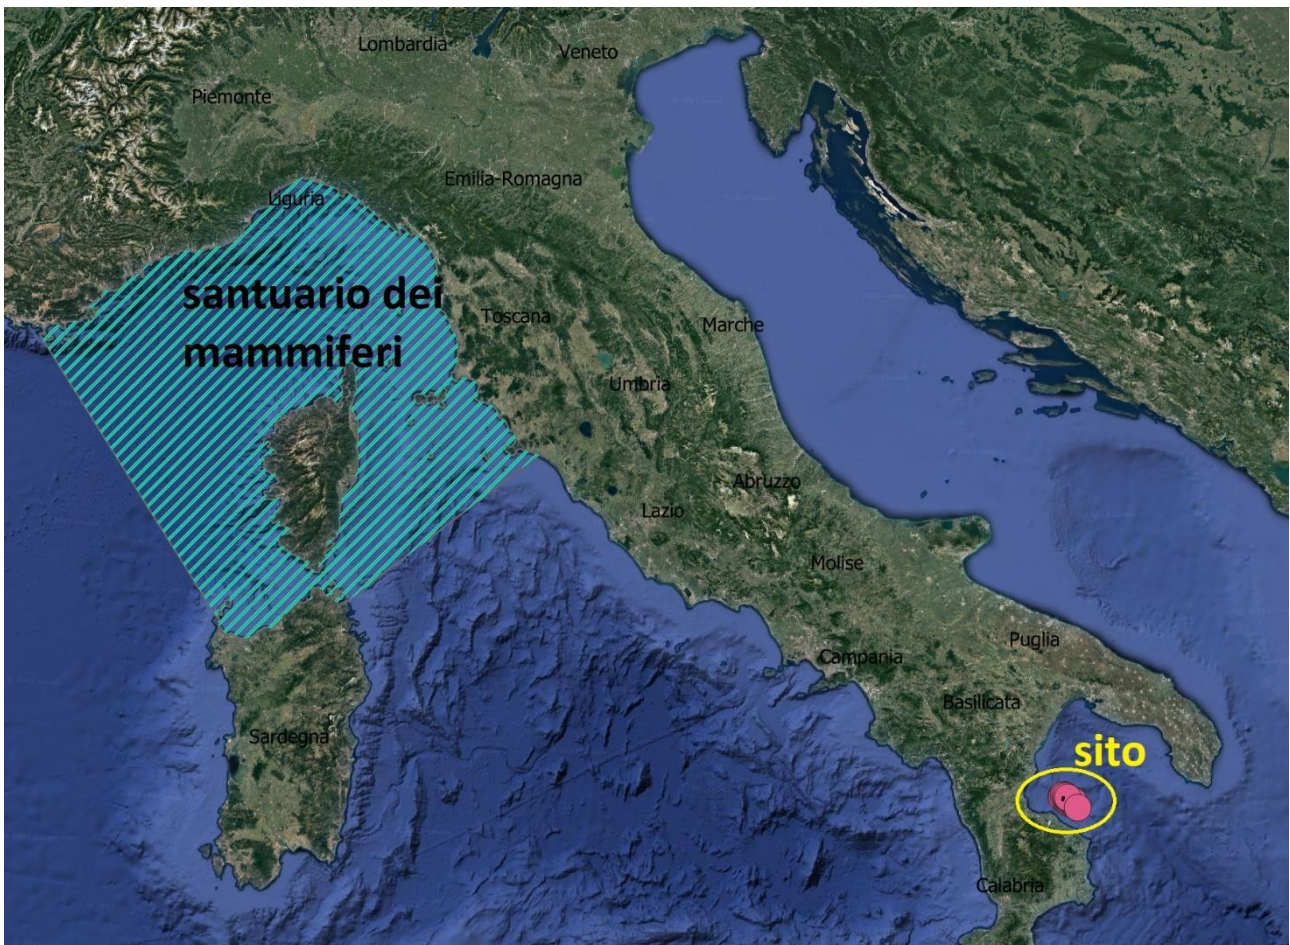 Lombardia
Veneto
Piemonte
Emilia-Romagna
Liguria
santuario dei
mammiferi
Toscana
Marche
Umbria
Abruzzo
Lazio
Molise
Puglia
Campania
Basilicata
Sardegna
sito
Calabria